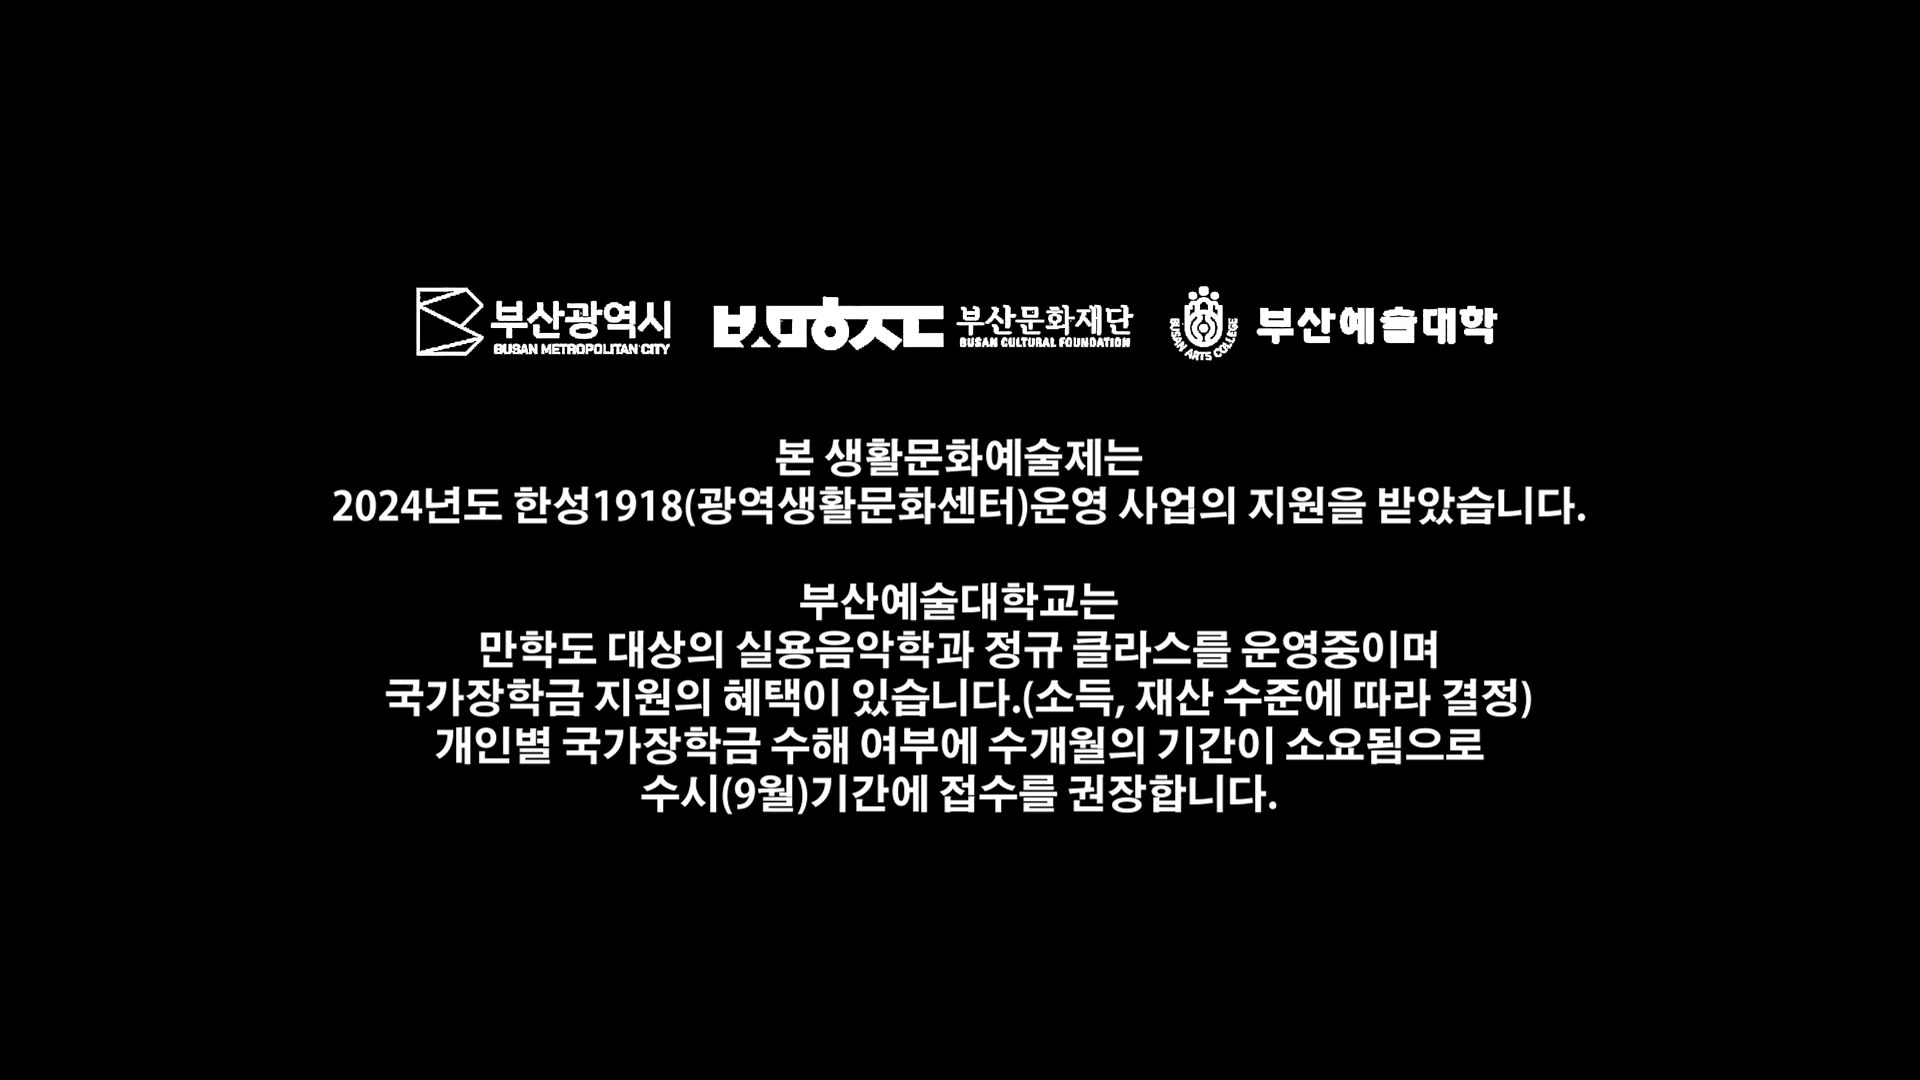 부산광역시
BUSAN METROPOLITAN CITY
부산문화재단
BUSAN CULTURAL FOUNDATION
BUSAN ARTS COLLEGE
부산예술대학
본 생활문화예술제는
2024년도 한성1918(광역생활문화센터)운영 사업의 지원을 받았습니다.
부산예술대학교는
만학도 대상의 실용음악학과 정규 클라스를 운영중이며
국가장학금 지원의 혜택이 있습니다.(소득, 재산 수준에 따라 결정)
개인별 국가장학금 수해 여부에 수개월의 기간이 소요됨으로
수시(9월)기간에 접수를 권장합니다.